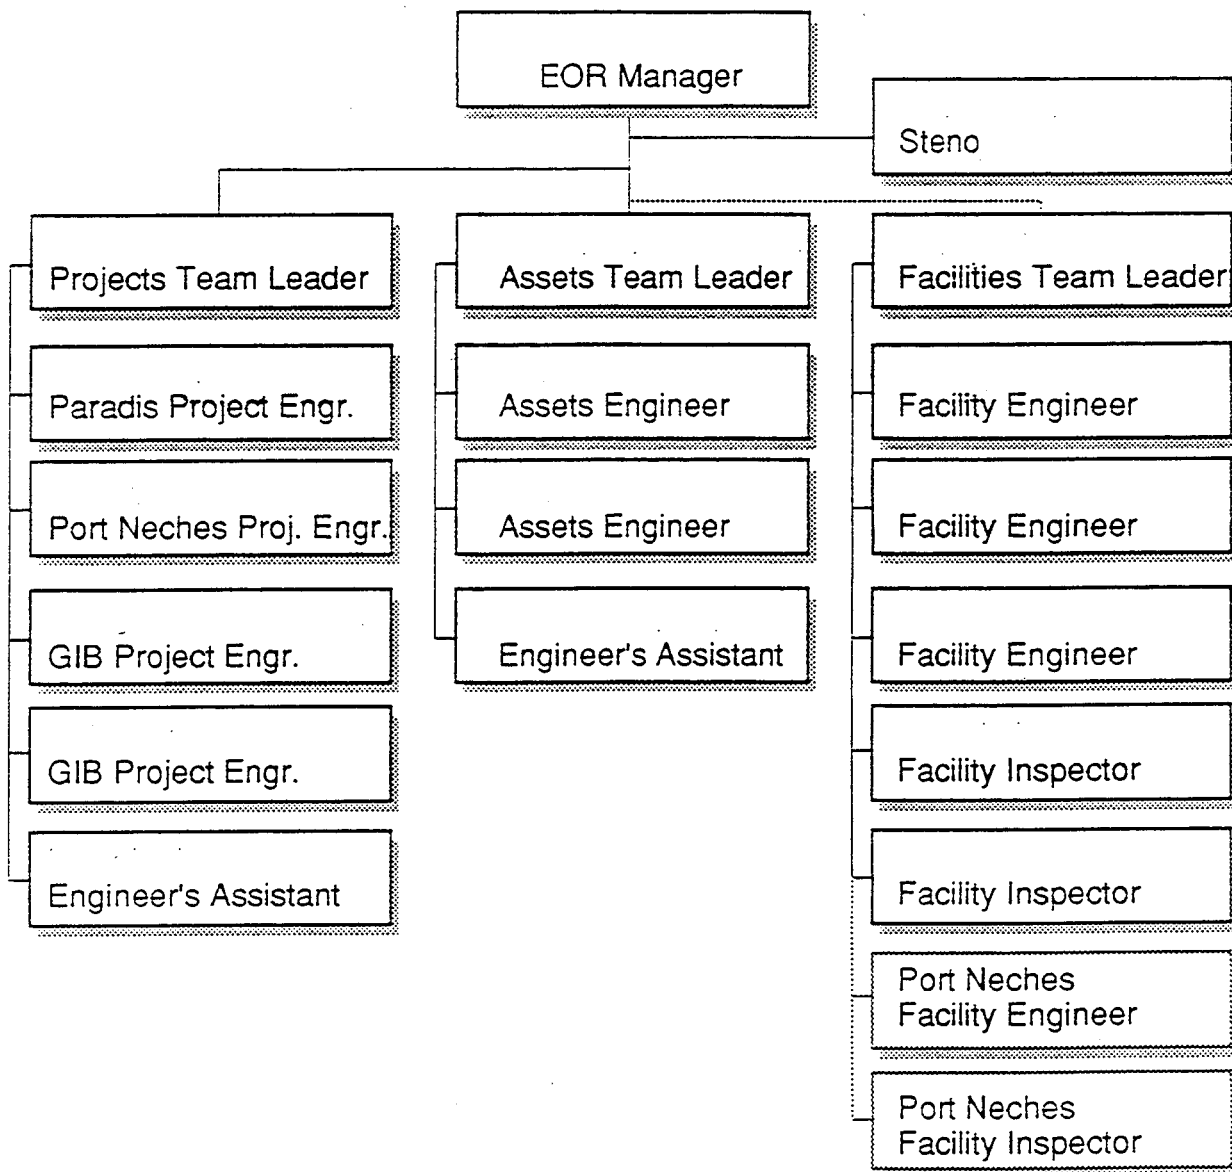 EOR Manager
Steno
Projects Team Leader
Paradis Project Engr.
Port Neches Proj. Engr.
GIB Project Engr.
GIB Project Engr.
Engineer's Assistant
Assets Team Leader
Assets Engineer
Assets Engineer
Engineer's Assistant
Facilities Team Leader
Facility Engineer
Facility Engineer
Facility Engineer
Facility Inspector
Facility Inspector
Port Neches
Facility Engineer
Port Neches
Facility Inspector